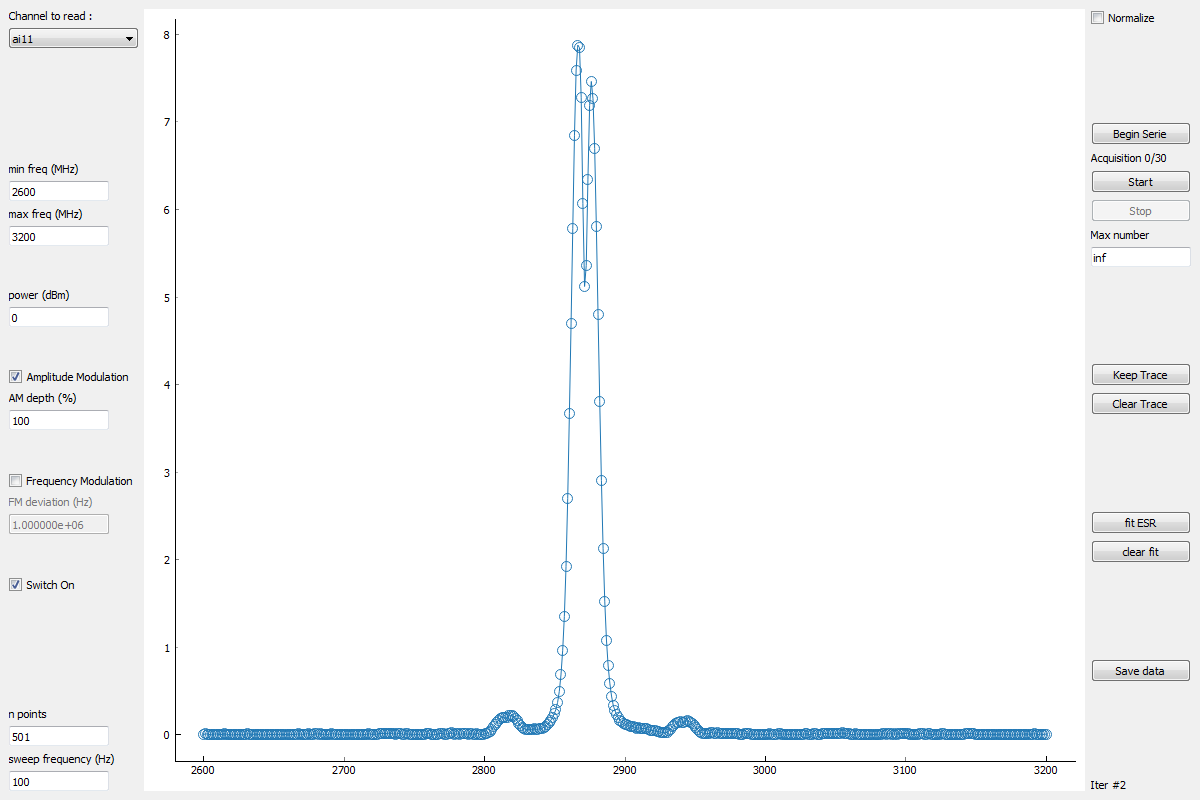 Channel to read :
ai11
min freq (MHz)
2600
max freq (MHz)
3200
power (dBm)
0
Amplitude Modulation
AM depth (%)
100
Frequency Modulation
FM deviation (Hz)
1.000000e+06
Switch On
n points
501
sweep frequency (Hz)
100
8
7
6
5
4
3
2
1
0
2600 2700 2800 2900 3000 3100 3200
Normalize
Begin Serie
Acquisition 0/30
Start
Stop
Max number
inf
Keep Trace
Clear Trace
fit ESR
clear fit
Save data
Iter #2